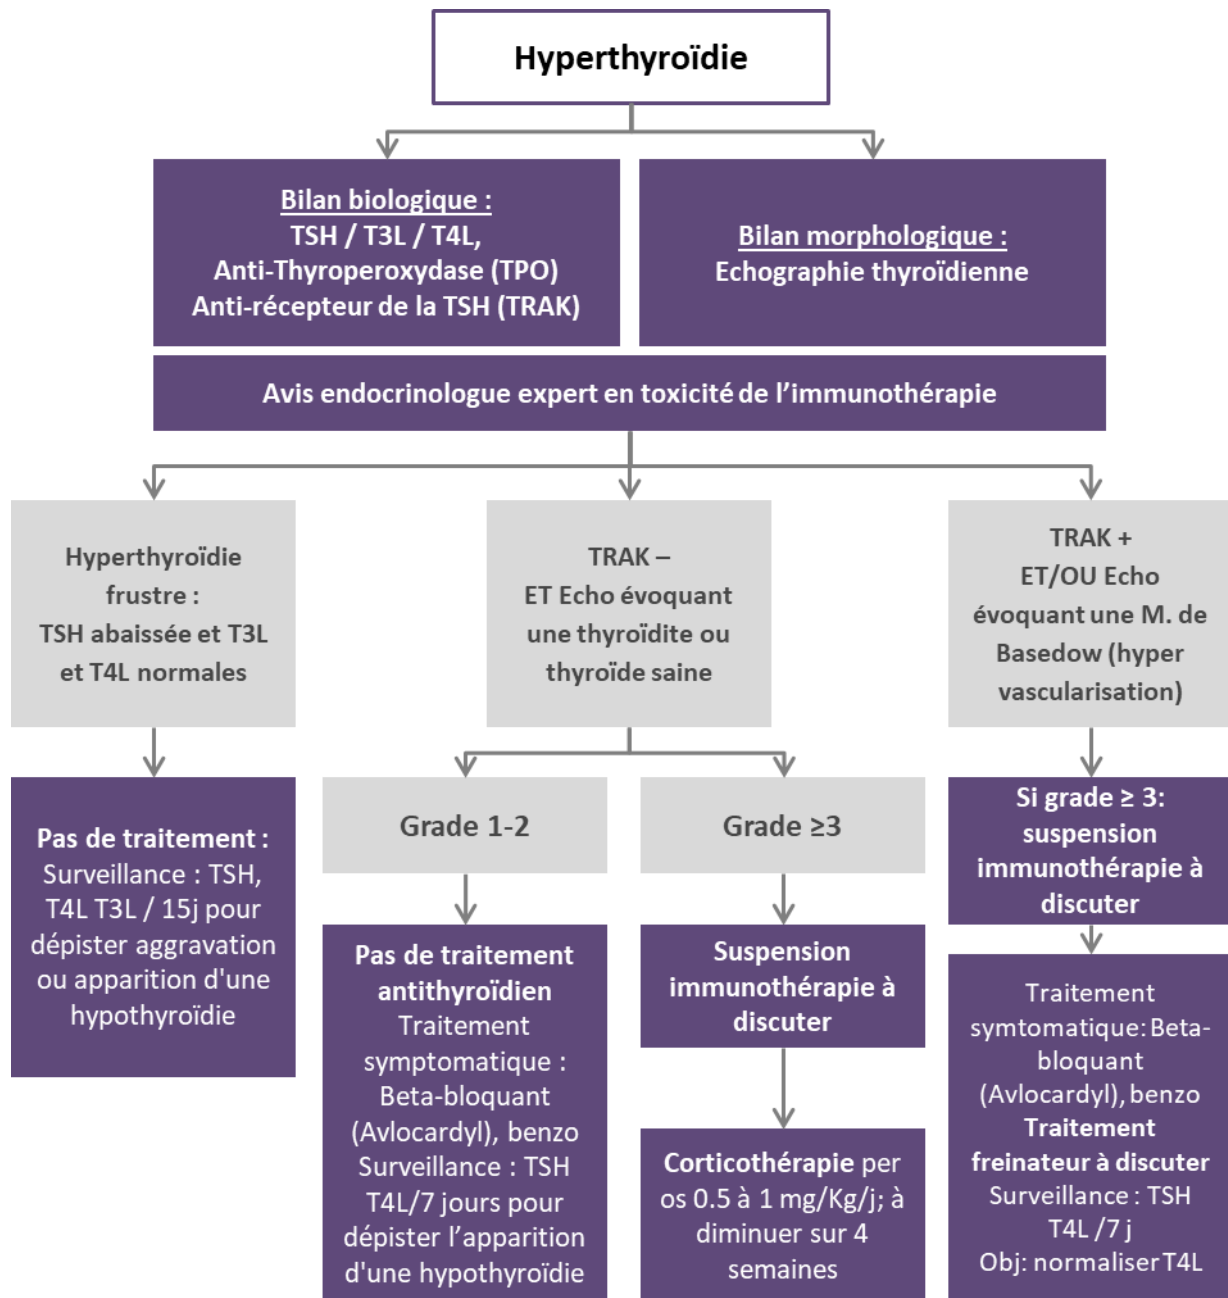 Hyperthyroïdie
Bilan biologique :
TSH / T3L / T4L,
Anti-Thyroperoxydase (TPO)
Anti-récepteur de la TSH (TRAK)
Bilan morphologique :
Echographie thyroïdienne
Avis endocrinologue expert en toxicité de l’immunothérapie
Hyperthyroïdie
frustre :
TSH abaissée et T3L
et T4L normales
TRAK –
ET Echo évoquant
une thyroïdite ou
thyroïde saine
TRAK +
ET/OU Echo
évoquant une M. de
Basedow (hyper
vascularisation)
Pas de traitement :
Surveillance : TSH,
T4L T3L / 15j pour
dépister aggravation
ou apparition d'une
hypothyroïdie
Grade 1-2
Pas de traitement
antithyroïdien
Traitement
symptomatique :
Beta-bloquant
(Avlocardyl), benzo
Surveillance : TSH
T4L/7 jours pour
dépister l’apparition
d'une hypothyroïdie
Grade ≥3
Suspension
immunothérapie à
discuter
Corticothérapie per
os 0.5 à 1 mg/Kg/j; à
diminuer sur 4
semaines
Si grade ≥ 3:
suspension
immunothérapie à
discuter
Traitement
symtomatique: Beta-
bloquant
(Avlocardyl), benzo
Traitement
freinateur à discuter
Surveillance : TSH
T4L /7 j
Obj: normaliser T4L